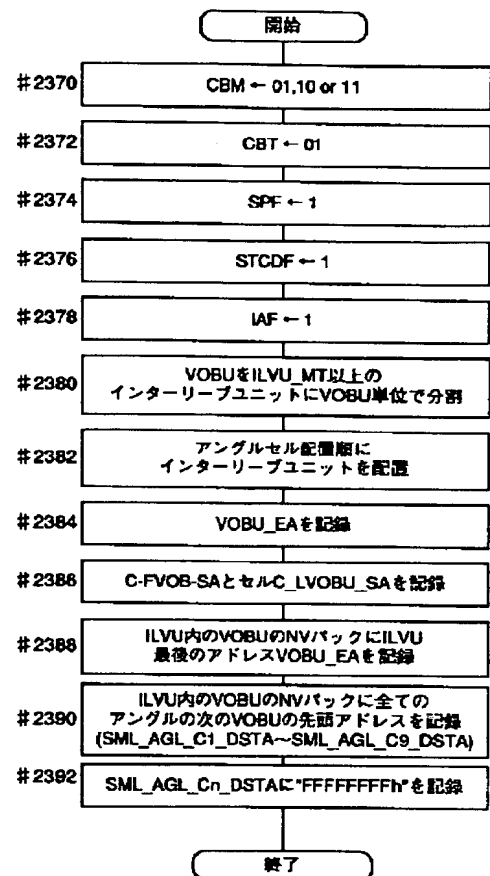 開始
#2370
CBM ← 01,10 or 11
#2372
CBT ← 01
#2374
SPF ← 1
#2376
STCDF ← 1
#2378
IAF ← 1
#2380
VOBUをILVU_MT以上の
インターリーブユニットにVOBU単位で分割
#2382
アングルセル配置順に
インターリーブユニットを配置
#2384
VOBU_EAを記録
#2386
C-FVOB-SAとセルC_LVOBU_SAを記録
#2388
ILVU内のVOBUのNVパックにILVU
最後のアドレスVOBU_EAを記録
#2390
ILVU内のVOBUのNVパックに全ての
アングルの次のVOBUの先頭アドレスを記録
(SML_AGL_C1_DSTA～SML_AGL_C9_DSTA)
#2392
SML_AGL_Cn_DSTAに"FFFFFFFFh"を記録
終了